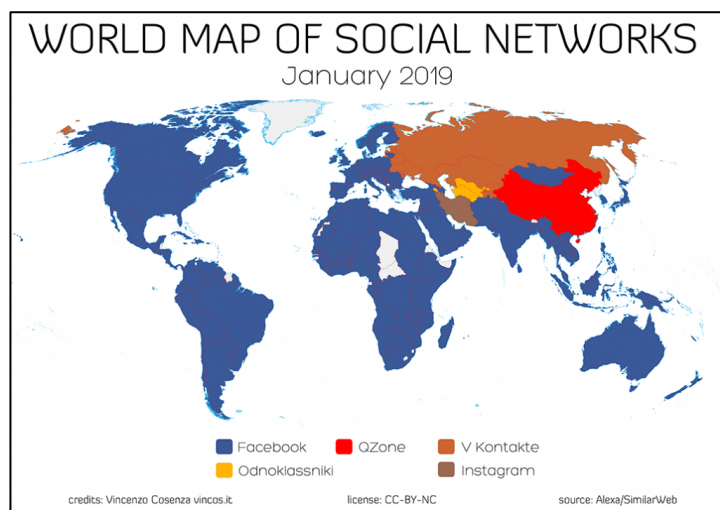 WORLD MAP OF SOCIAL NETWORKS
January 2019
Facebook QZone V Kontakte
Odnoklassniki Instagram
credits: Vincenzo Cosenza vincos.it license: CC-BY-NC source: Alexa/SimilarWeb